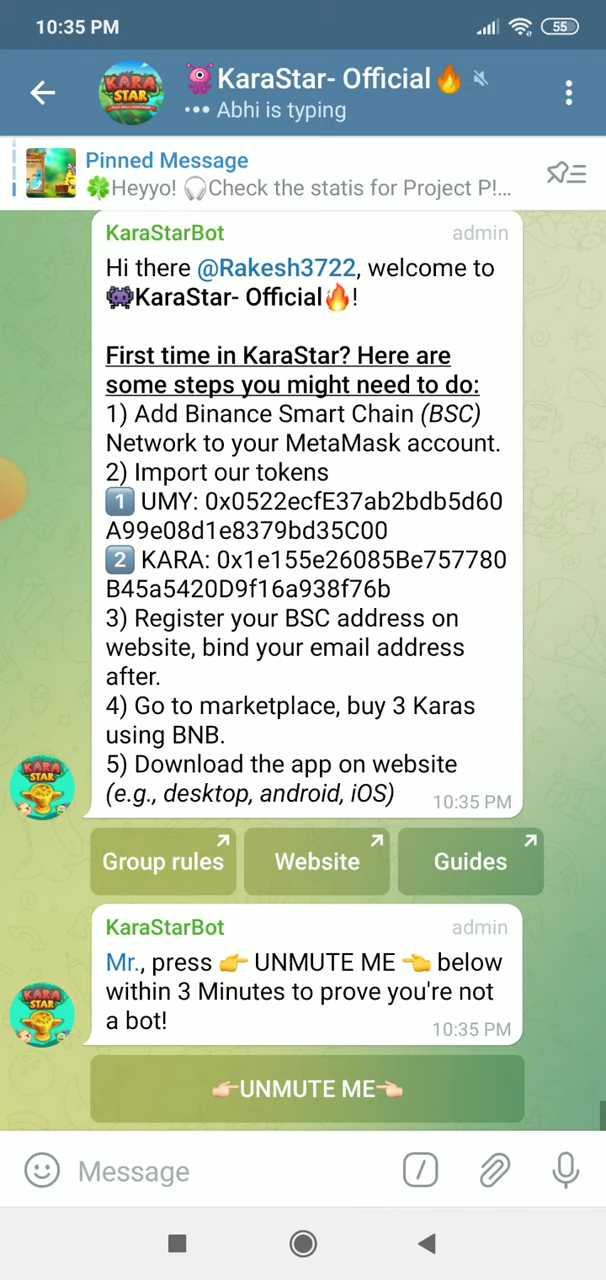 10:35 PM
55
KARA STAR
👾KaraStar- Official🔥
••• Abhi is typing
Pinned Message
🍀Heyyo! 🎧Check the statis for Project P!...
KaraStarBot admin
Hi there @Rakesh3722, welcome to
👾KaraStar- Official🔥!
First time in KaraStar? Here are
some steps you might need to do:
1) Add Binance Smart Chain (BSC)
Network to your MetaMask account.
2) Import our tokens
1️⃣ UMY: 0x0522ecfE37ab2bdb5d60
A99e08d1e8379bd35C00
2️⃣ KARA: 0x1e155e26085Be757780
B45a5420D9f16a938f76b
3) Register your BSC address on
website, bind your email address
after.
4) Go to marketplace, buy 3 Karas
using BNB.
5) Download the app on website
(e.g., desktop, android, iOS) 10:35 PM
KARA STAR
Group rules Website Guides
KaraStarBot admin
Mr., press 👉 UNMUTE ME 👈 below
within 3 Minutes to prove you're not
a bot! 10:35 PM
KARA STAR
👉🏻UNMUTE ME👈🏻
Message